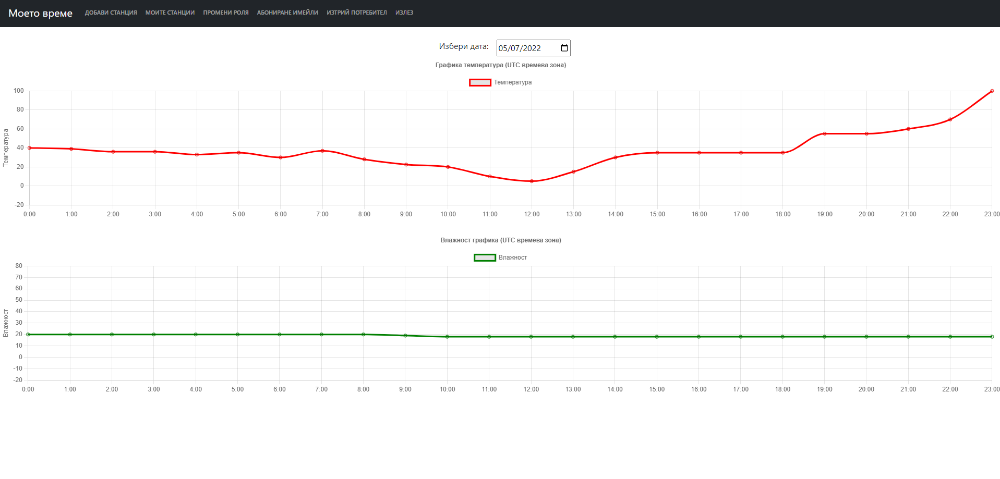 Моето време ДОБАВИ СТАНЦИЯ МОИТЕ СТАНЦИИ ПРОМЕНИ РОЛЯ АБОНИРАНЕ ИМЕЙЛИ ИЗТРИЙ ПОТРЕБИТЕЛ ИЗЛЕЗ
Избери дата: 05/07/2022
Графика температура (UTC времева зона)
Температура
100
80
60
40
20
0
-20
Температура
0:00 1:00 2:00 3:00 4:00 5:00 6:00 7:00 8:00 9:00 10:00 11:00 12:00 13:00 14:00 15:00 16:00 17:00 18:00 19:00 20:00 21:00 22:00 23:00
Влажност графика (UTC времева зона)
Влажност
80
70
60
50
40
30
20
10
0
-10
-20
Влажност
0:00 1:00 2:00 3:00 4:00 5:00 6:00 7:00 8:00 9:00 10:00 11:00 12:00 13:00 14:00 15:00 16:00 17:00 18:00 19:00 20:00 21:00 22:00 23:00